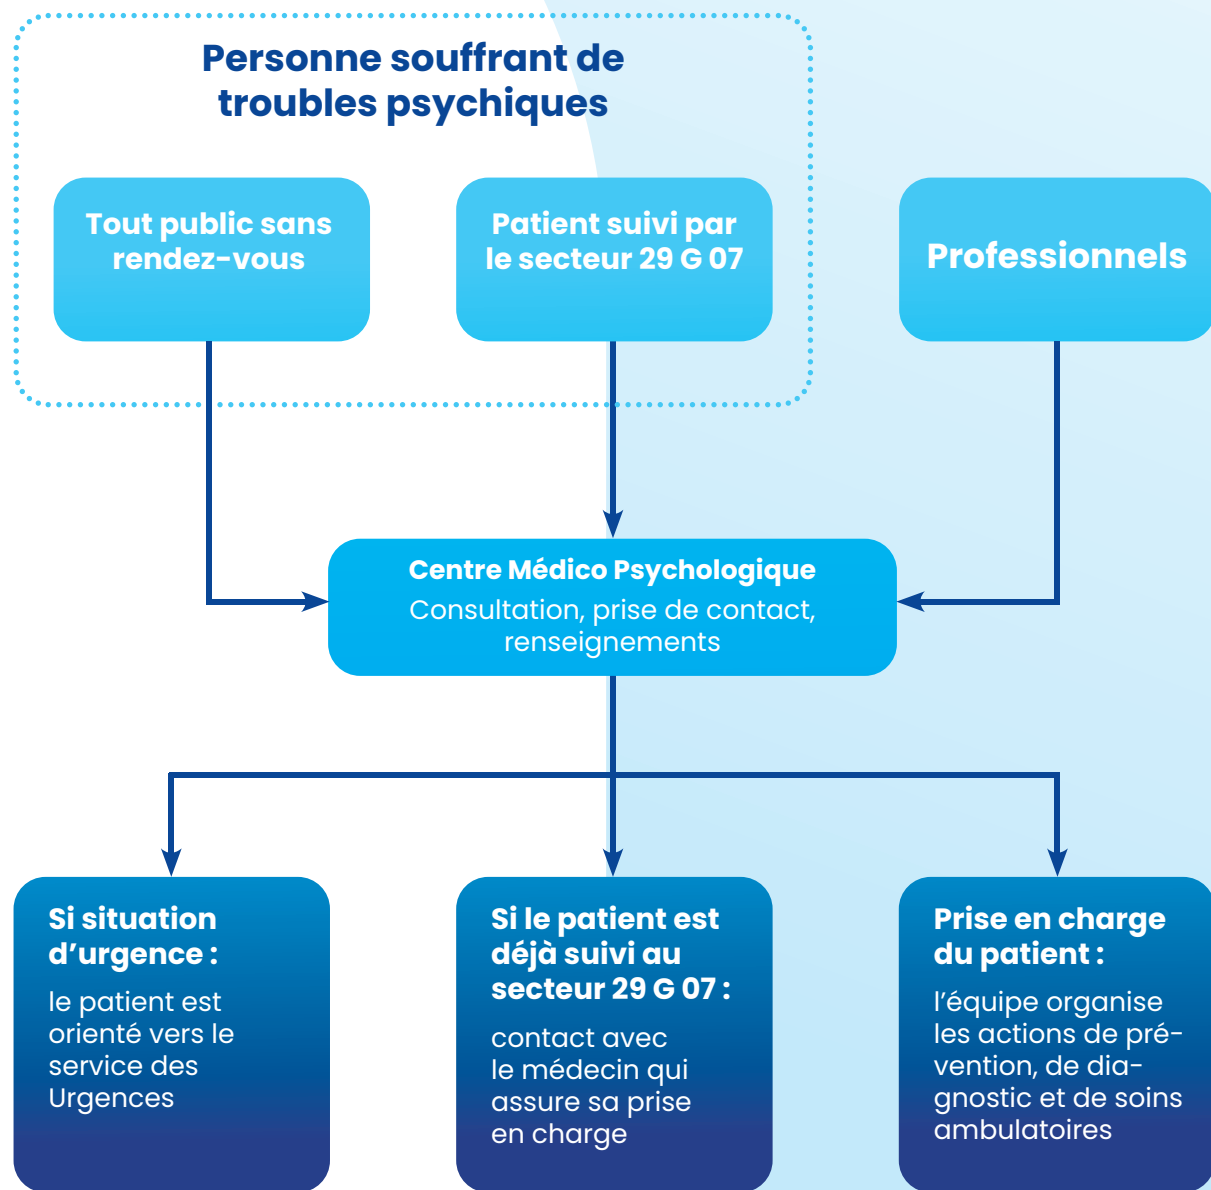 Personne souffrant de
troubles psychiques
Tout public sans
rendez-vous
Patient suivi par
le secteur 29 G 07
Professionnels
Centre Médico Psychologique
Consultation, prise de contact,
renseignements
Si situation
d’urgence :
le patient est
orienté vers le
service des
Urgences
Si le patient est
déjà suivi au
secteur 29 G 07 :
contact avec
le médecin qui
assure sa prise
en charge
Prise en charge
du patient :
l’équipe organise
les actions de pré-
vention, de dia-
gnostic et de soins
ambulatoires